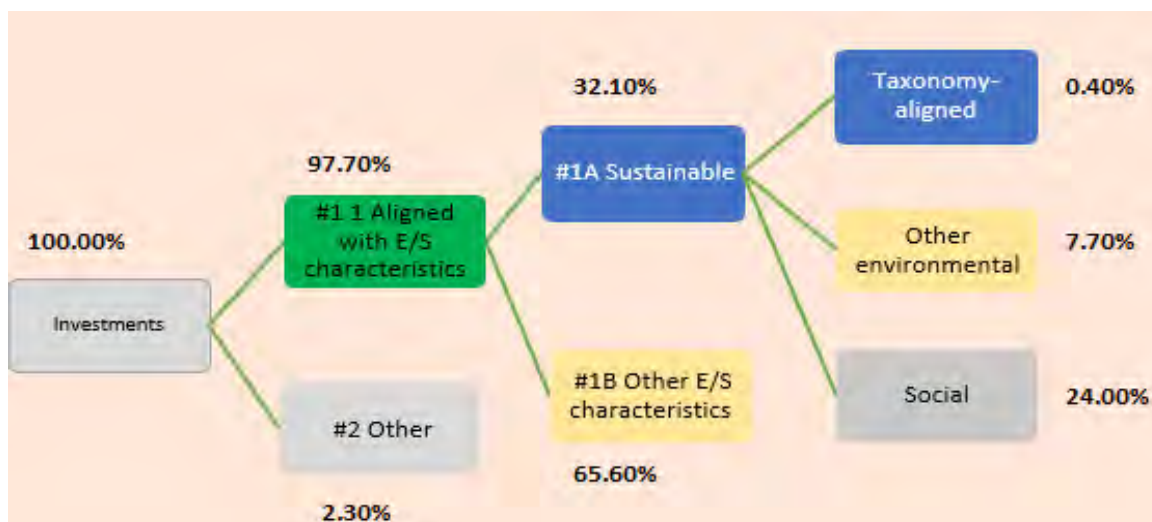 100.00%
Investments
97.70%
#1 1 Aligned
with E/S
characteristics
#2 Other
2.30%
32.10%
#1A Sustainable
#1B Other E/S
characteristics
65.60%
Taxonomy-
aligned
0.40%
Other
environmental
7.70%
Social
24.00%